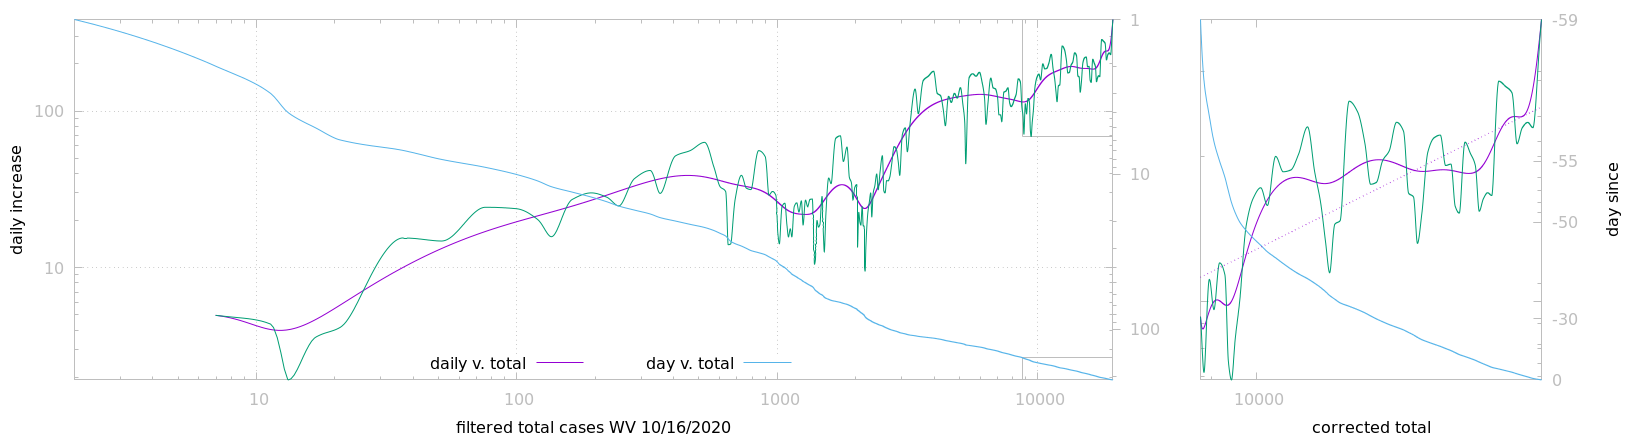 1 -59
100
daily increase
-55
10
-50
day since
10
100 -30
daily v. total day v. total
0
10 100 1000 10000 10000
filtered total cases WV 10/16/2020 corrected total